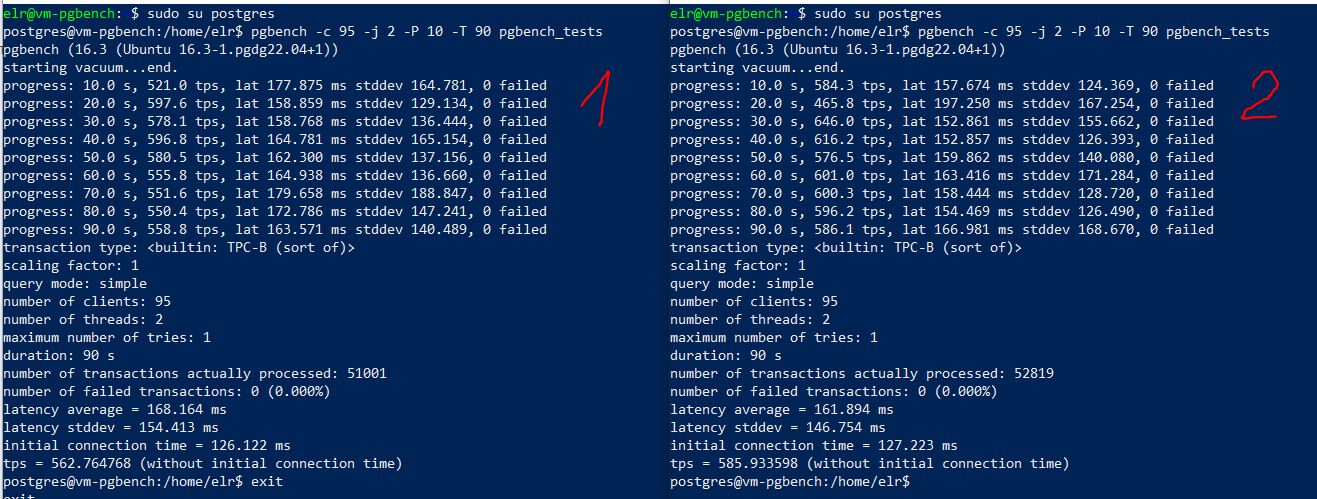 elr@vm-pgbench: $ sudo su postgres
postgres@vm-pgbench:/home/elr$ pgbench -c 95 -j 2 -P 10 -T 90 pgbench_tests
pgbench (16.3 (Ubuntu 16.3-1.pgdg22.04+1))
starting vacuum...end.
progress: 10.0 s, 521.0 tps, lat 177.875 ms stddev 164.781, 0 failed
progress: 20.0 s, 597.6 tps, lat 158.859 ms stddev 129.134, 0 failed
progress: 30.0 s, 578.1 tps, lat 158.768 ms stddev 136.444, 0 failed
progress: 40.0 s, 596.8 tps, lat 164.781 ms stddev 165.154, 0 failed
progress: 50.0 s, 580.5 tps, lat 162.300 ms stddev 137.156, 0 failed
progress: 60.0 s, 555.8 tps, lat 164.938 ms stddev 136.660, 0 failed
progress: 70.0 s, 551.6 tps, lat 179.658 ms stddev 188.847, 0 failed
progress: 80.0 s, 550.4 tps, lat 172.786 ms stddev 147.241, 0 failed
progress: 90.0 s, 558.8 tps, lat 163.571 ms stddev 140.489, 0 failed
transaction type: <builtin: TPC-B (sort of)>
scaling factor: 1
query mode: simple
number of clients: 95
number of threads: 2
maximum number of tries: 1
duration: 90 s
number of transactions actually processed: 51001
number of failed transactions: 0 (0.000%)
latency average = 168.164 ms
latency stddev = 154.413 ms
initial connection time = 126.122 ms
tps = 562.764768 (without initial connection time)
postgres@vm-pgbench:/home/elr$ exit
exit
1
elr@vm-pgbench: $ sudo su postgres
postgres@vm-pgbench:/home/elr$ pgbench -c 95 -j 2 -P 10 -T 90 pgbench_tests
pgbench (16.3 (Ubuntu 16.3-1.pgdg22.04+1))
starting vacuum...end.
progress: 10.0 s, 584.3 tps, lat 157.674 ms stddev 124.369, 0 failed
progress: 20.0 s, 465.8 tps, lat 197.250 ms stddev 167.254, 0 failed
progress: 30.0 s, 646.0 tps, lat 152.861 ms stddev 155.662, 0 failed
progress: 40.0 s, 616.2 tps, lat 152.857 ms stddev 126.393, 0 failed
progress: 50.0 s, 576.5 tps, lat 159.862 ms stddev 140.080, 0 failed
progress: 60.0 s, 601.0 tps, lat 163.416 ms stddev 171.284, 0 failed
progress: 70.0 s, 600.3 tps, lat 158.444 ms stddev 128.720, 0 failed
progress: 80.0 s, 596.2 tps, lat 154.469 ms stddev 126.490, 0 failed
progress: 90.0 s, 586.1 tps, lat 166.981 ms stddev 168.670, 0 failed
transaction type: <builtin: TPC-B (sort of)>
scaling factor: 1
query mode: simple
number of clients: 95
number of threads: 2
maximum number of tries: 1
duration: 90 s
number of transactions actually processed: 52819
number of failed transactions: 0 (0.000%)
latency average = 161.894 ms
latency stddev = 146.754 ms
initial connection time = 127.223 ms
tps = 585.933598 (without initial connection time)
postgres@vm-pgbench:/home/elr$
2